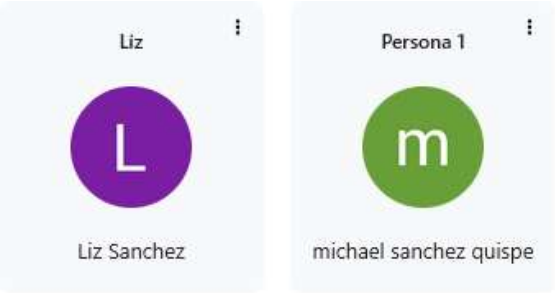 Liz
L
Liz Sanchez
Persona 1
m
michael sanchez quispe